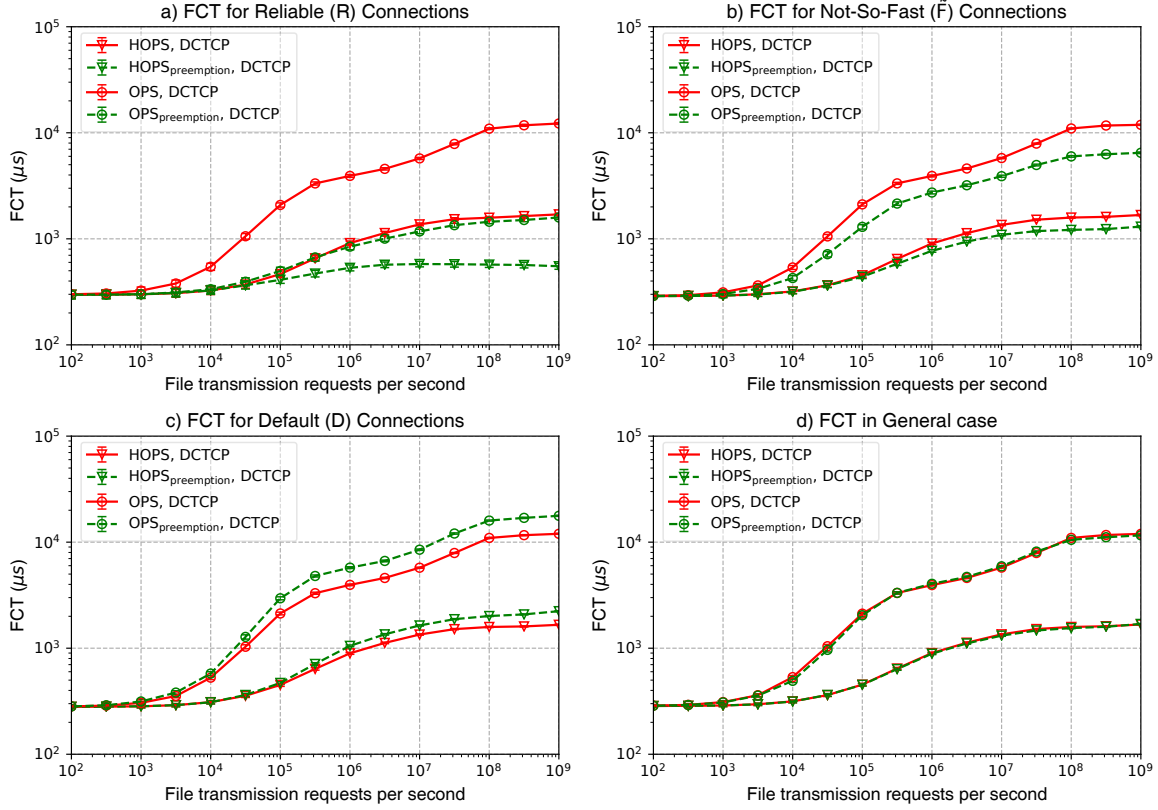 a) FCT for Reliable (R) Connections
10^5
10^4
10^3
10^2
FCT (μs)
HOPS, DCTCP
HOPS_preemption, DCTCP
OPS, DCTCP
OPS_preemption, DCTCP
10^2 10^3 10^4 10^5 10^6 10^7 10^8 10^9
File transmission requests per second
b) FCT for Not-So-Fast (F̃) Connections
10^5
10^4
10^3
10^2
FCT (μs)
HOPS, DCTCP
HOPS_preemption, DCTCP
OPS, DCTCP
OPS_preemption, DCTCP
10^2 10^3 10^4 10^5 10^6 10^7 10^8 10^9
File transmission requests per second
c) FCT for Default (D) Connections
10^5
10^4
10^3
10^2
FCT (μs)
HOPS, DCTCP
HOPS_preemption, DCTCP
OPS, DCTCP
OPS_preemption, DCTCP
10^2 10^3 10^4 10^5 10^6 10^7 10^8 10^9
File transmission requests per second
d) FCT in General case
10^5
10^4
10^3
10^2
FCT (μs)
HOPS, DCTCP
HOPS_preemption, DCTCP
OPS, DCTCP
OPS_preemption, DCTCP
10^2 10^3 10^4 10^5 10^6 10^7 10^8 10^9
File transmission requests per second